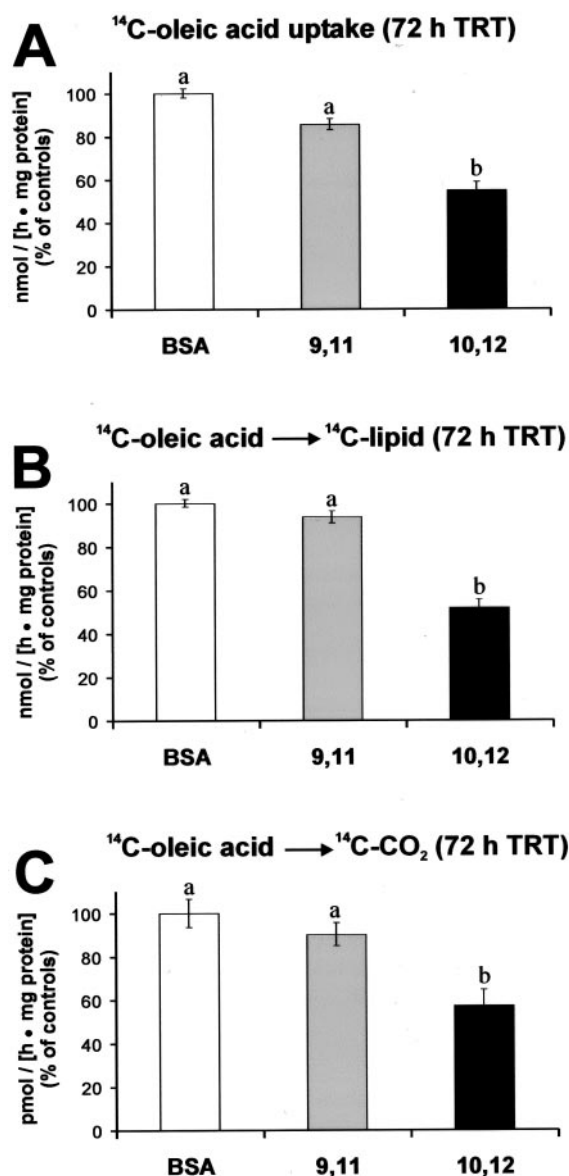 A
¹⁴C-oleic acid uptake (72 h TRT)
nmol / [h • mg protein]
(% of controls)
100
80
60
40
20
0
a
a
b
BSA
9,11
10,12
B
¹⁴C-oleic acid → ¹⁴C-lipid (72 h TRT)
nmol / [h • mg protein]
(% of controls)
100
80
60
40
20
0
a
a
b
BSA
9,11
10,12
C
¹⁴C-oleic acid → ¹⁴C-CO₂ (72 h TRT)
pmol / [h • mg protein]
(% of controls)
100
80
60
40
20
0
a
a
b
BSA
9,11
10,12